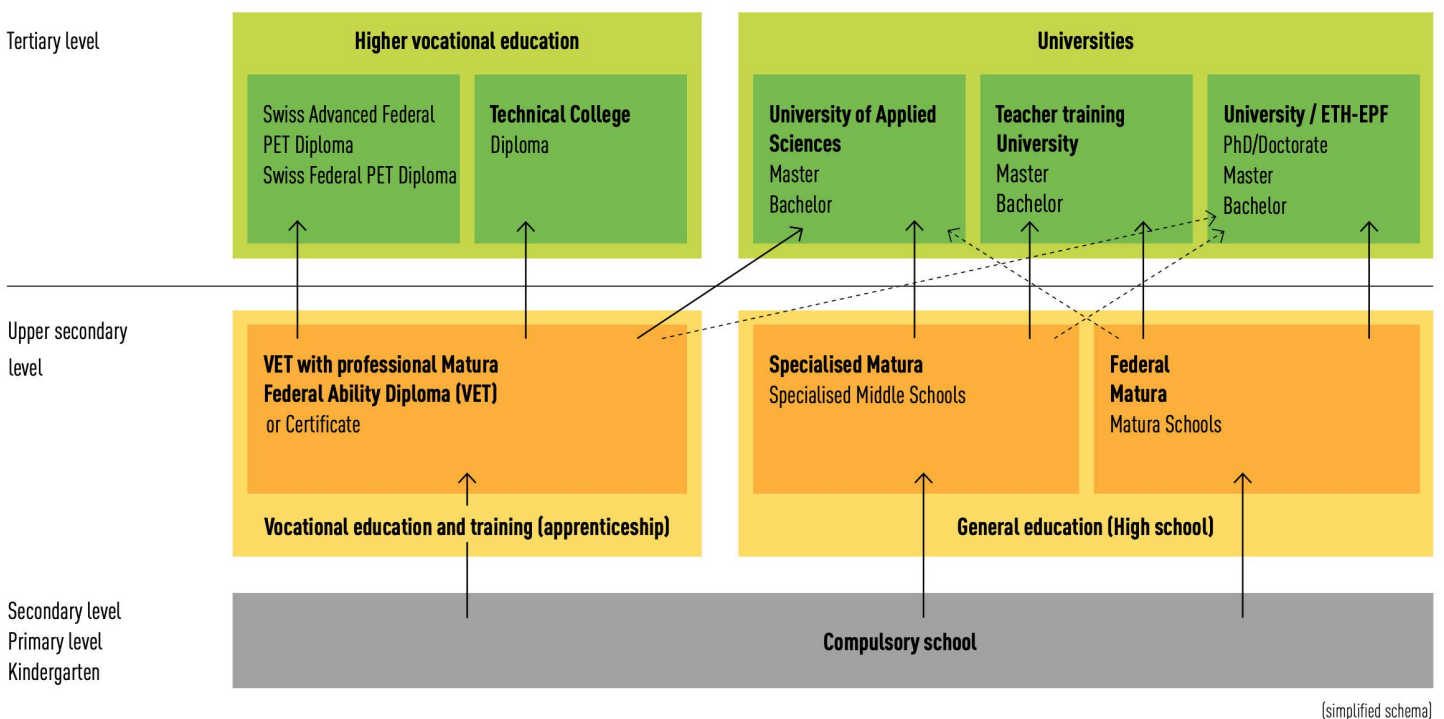 Tertiary level
Higher vocational education
Universities
Swiss Advanced Federal
PET Diploma
Swiss Federal PET Diploma
Technical College
Diploma
University of Applied
Sciences
Master
Bachelor
Teacher training
University
Master
Bachelor
University / ETH-EPF
PhD/Doctorate
Master
Bachelor
Upper secondary
level
VET with professional Matura
Federal Ability Diploma (VET)
or Certificate
Specialised Matura
Specialised Middle Schools
Federal
Matura
Matura Schools
Vocational education and training (apprenticeship)
General education (High school)
Secondary level
Primary level
Kindergarten
Compulsory school
(simplified schema)